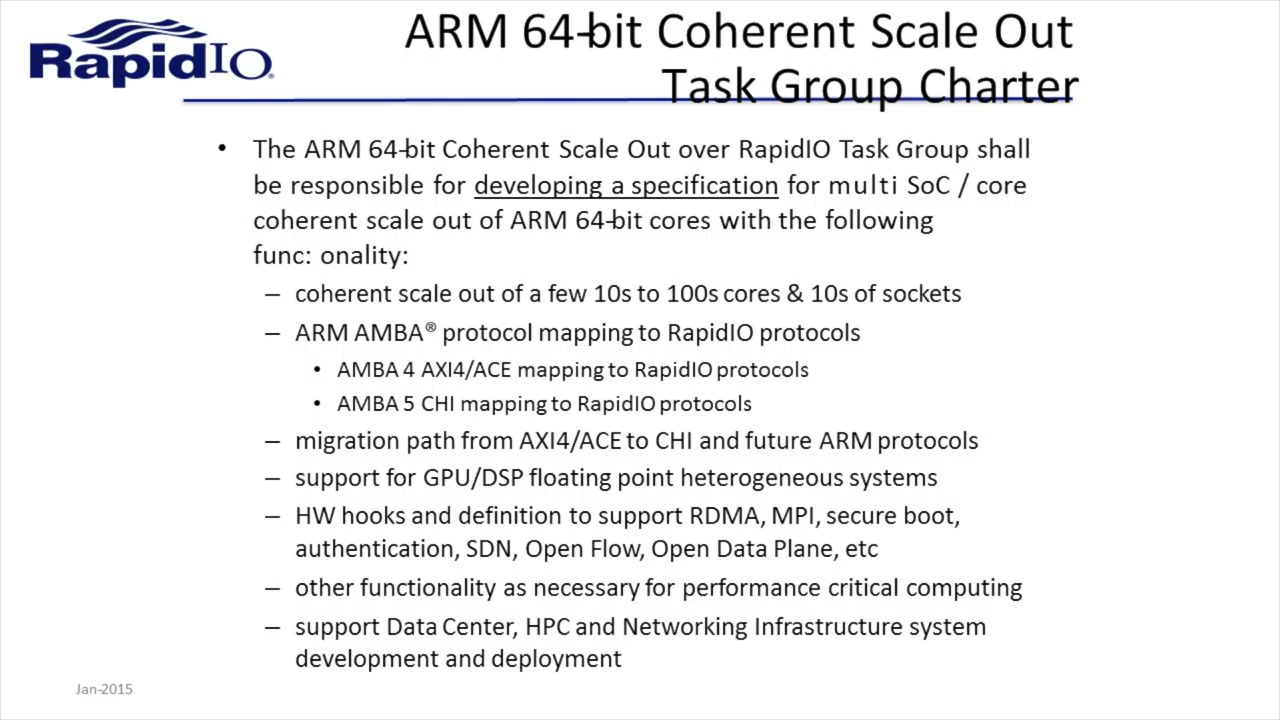 RapidIO®
ARM 64-bit Coherent Scale Out
Task Group Charter
• The ARM 64-bit Coherent Scale Out over RapidIO Task Group shall
be responsible for developing a specification for multi SoC / core
coherent scale out of ARM 64-bit cores with the following
func: onality:
– coherent scale out of a few 10s to 100s cores & 10s of sockets
– ARM AMBA® protocol mapping to RapidIO protocols
• AMBA 4 AXI4/ACE mapping to RapidIO protocols
• AMBA 5 CHI mapping to RapidIO protocols
– migration path from AXI4/ACE to CHI and future ARM protocols
– support for GPU/DSP floating point heterogeneous systems
– HW hooks and definition to support RDMA, MPI, secure boot,
authentication, SDN, Open Flow, Open Data Plane, etc
– other functionality as necessary for performance critical computing
– support Data Center, HPC and Networking Infrastructure system
development and deployment
Jan-2015